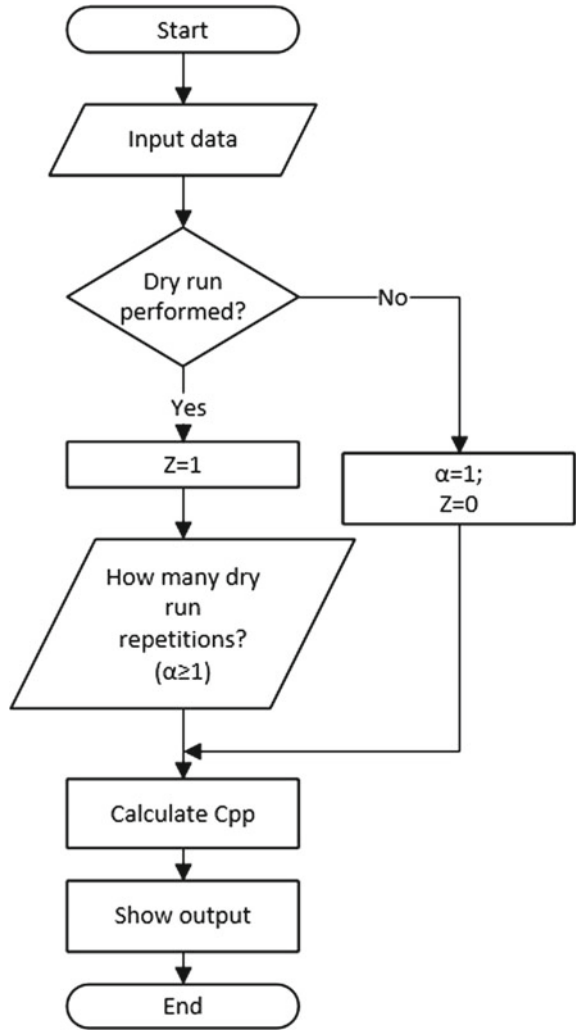 Start
Input data
Dry run
performed?
No
Yes
Z=1
α=1;
Z=0
How many dry
run
repetitions?
(α≥1)
Calculate Cpp
Show output
End